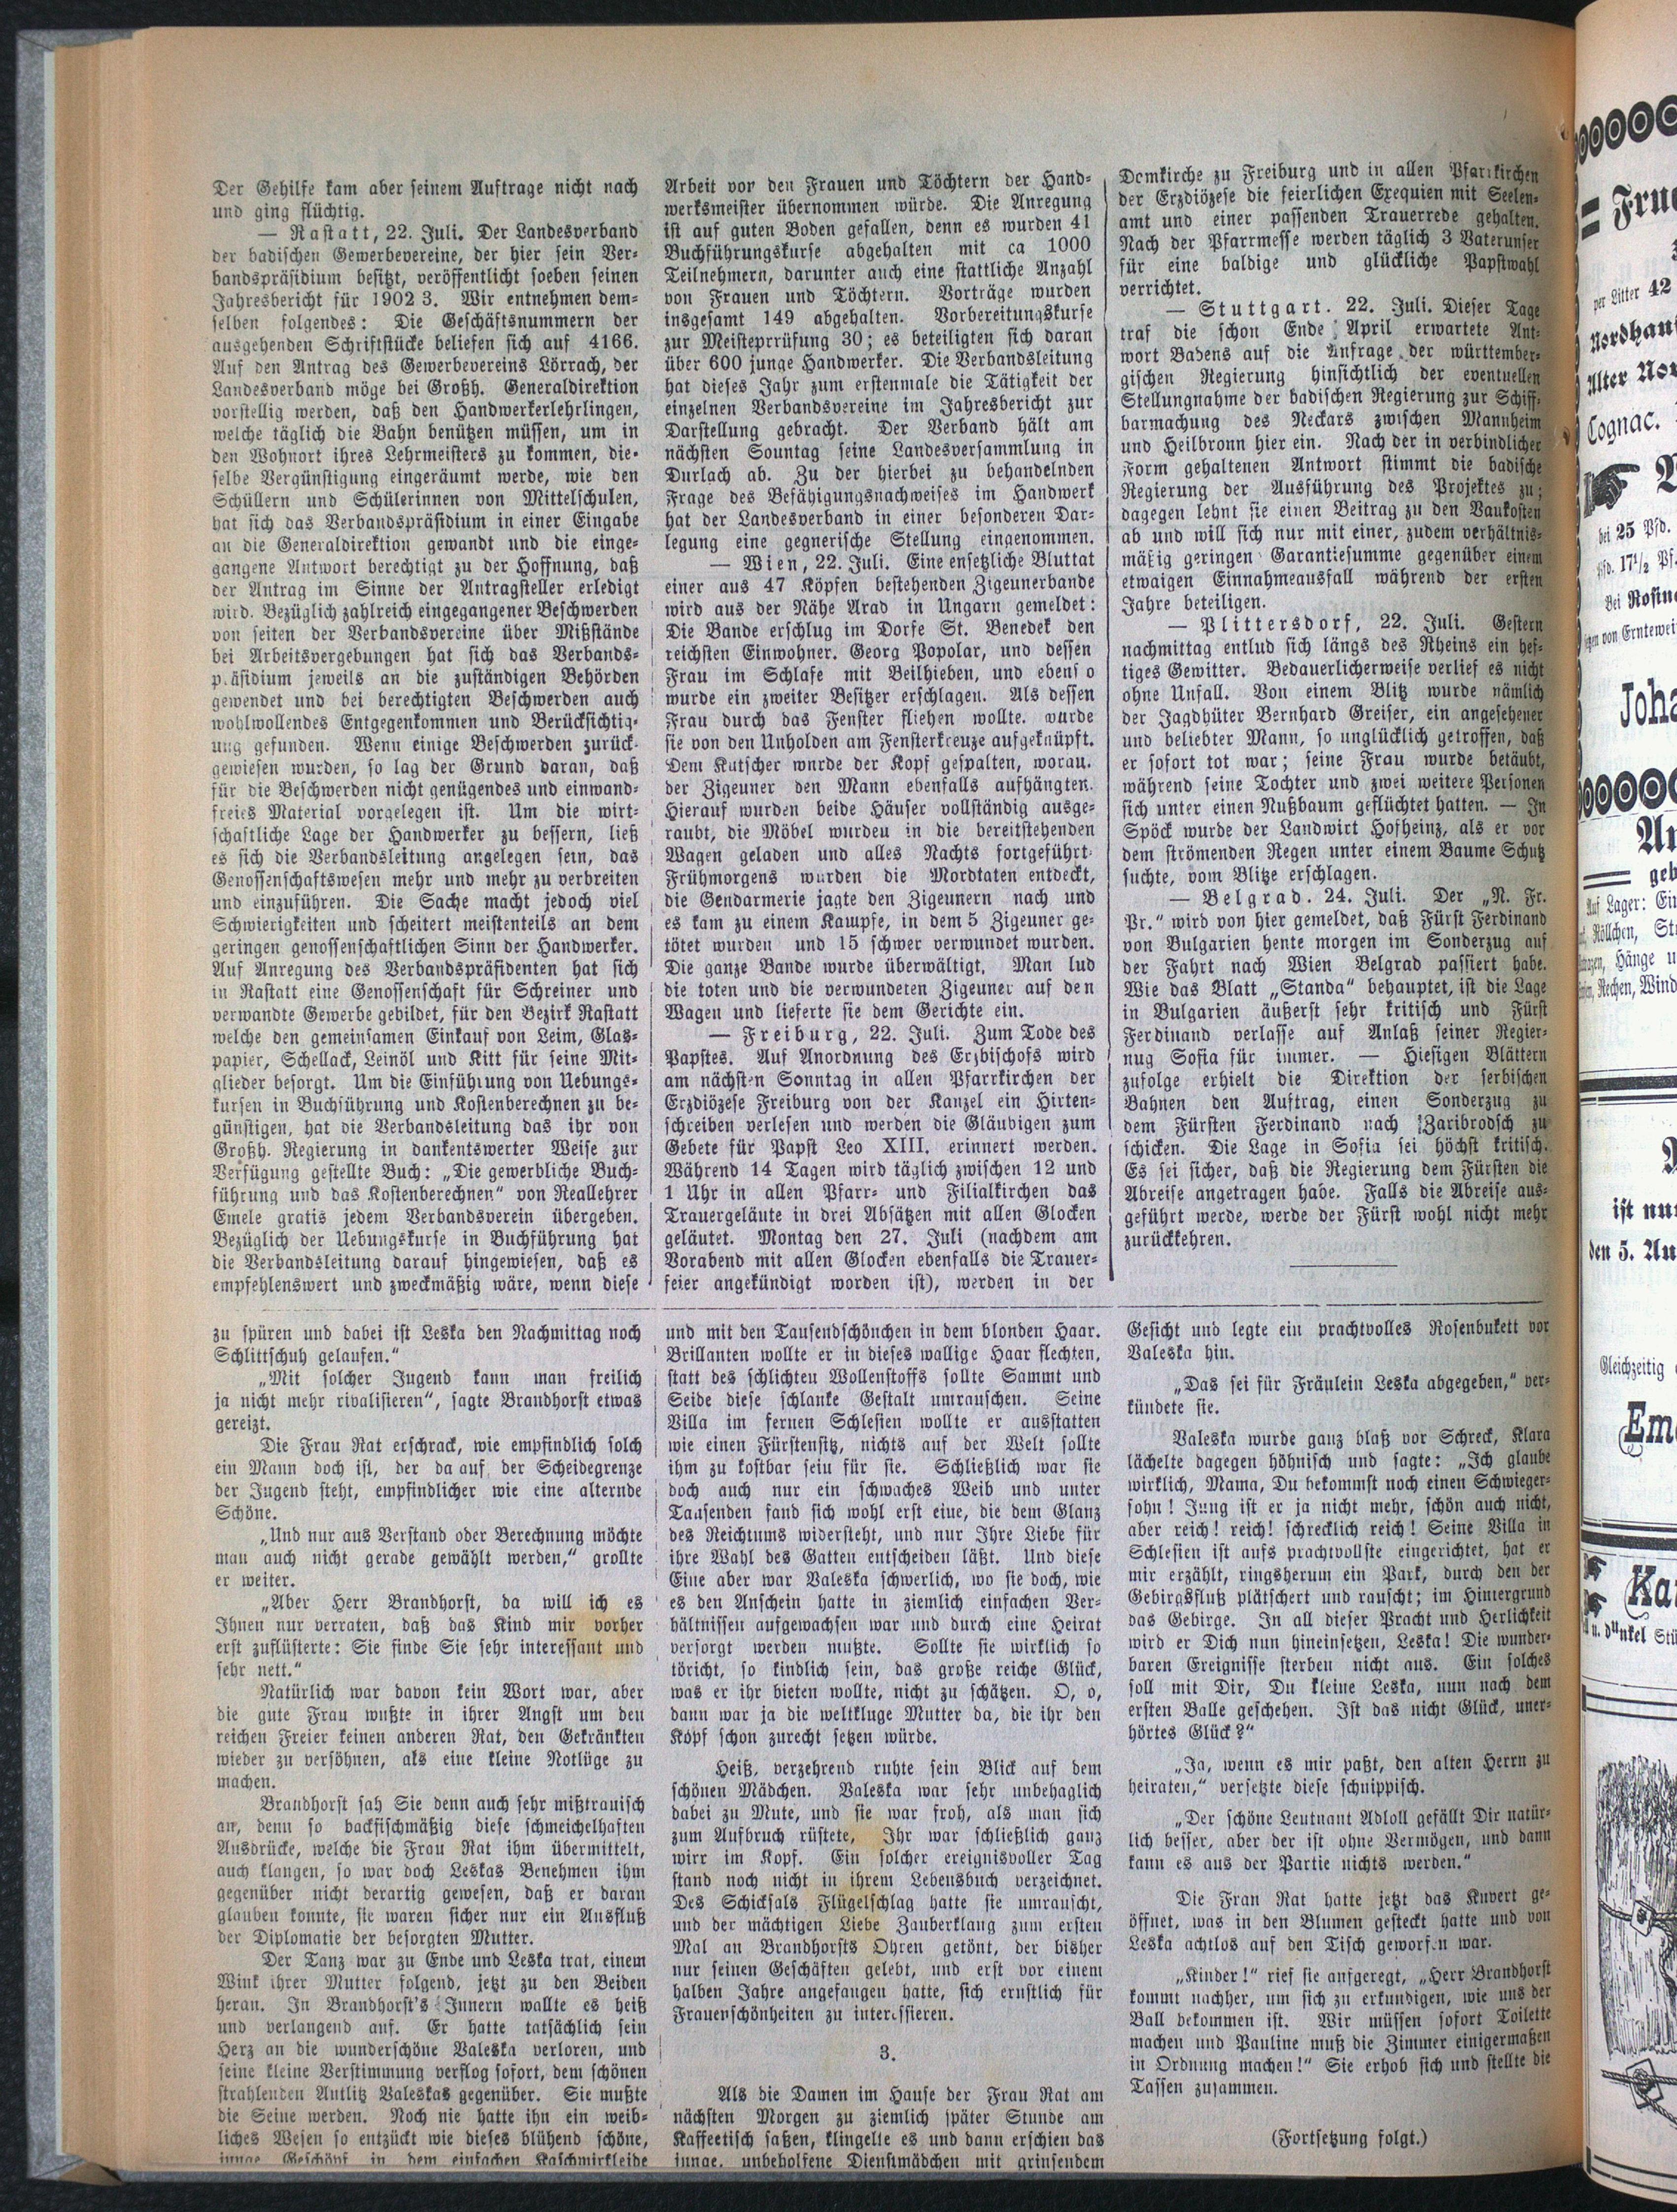 Der Gehilfe kam aber seinem Auftrage nicht nach
und ging flüchtig.
— Rastatt, 22. Juli. Der Landesverband
der badischen Gewerbevereine, der hier sein Ver-
bandspräsidium besitzt, veröffentlicht soeben seinen
Jahresbericht für 1902 3. Wir entnehmen dem-
selben folgendes: Die Geschäftsnummern der
ausgehenden Schriftstücke beliefen sich auf 4166.
Auf den Antrag des Gewerbevereins Lörrach, der
Landesverband möge bei Großh. Generaldirektion
vorstellig werden, daß den Handwerkerlehrlingen,
welche täglich die Bahn benützen müssen, um in
den Wohnort ihres Lehrmeisters zu kommen, die-
selbe Vergünstigung eingeräumt werde, wie den
Schüllern und Schülerinnen von Mittelschulen,
hat sich das Verbandspräsidium in einer Eingabe
an die Generaldirektion gewandt und die einge-
gangene Antwort berechtigt zu der Hoffnung, daß
der Antrag im Sinne der Antragsteller erledigt
wird. Bezüglich zahlreich eingegangener Beschwerden
von seiten der Verbandsvereine über Mißstände
bei Arbeitsvergebungen hat sich das Verbands-
präsidium jeweils an die zuständigen Behörden
gewendet und bei berechtigten Beschwerden auch
wohlwollendes Entgegenkommen und Berücksichtig-
ung gefunden. Wenn einige Beschwerden zurück-
gewiesen wurden, so lag der Grund daran, daß
für die Beschwerden nicht genügendes und einwand-
freies Material vorgelegen ist. Um die wirt-
schaftliche Lage der Handwerker zu bessern, ließ
es sich die Verbandsleitung angelegen sein, das
Genossenschaftswesen mehr und mehr zu verbreiten
und einzuführen. Die Sache macht jedoch viel
Schwierigkeiten und scheitert meistenteils an dem
geringen genossenschaftlichen Sinn der Handwerker.
Auf Anregung des Verbandspräsidenten hat sich
in Rastatt eine Genossenschaft für Schreiner und
verwandte Gewerbe gebildet, für den Bezirk Rastatt
welche den gemeinsamen Einkauf von Leim, Glas-
papier, Schellack, Leinöl und Kitt für seine Mit-
glieder besorgt. Um die Einführung von Uebungs-
kursen in Buchführung und Kostenberechnen zu be-
günstigen, hat die Verbandsleitung das ihr von
Großh. Regierung in dankentswerter Weise zur
Verfügung gestellte Buch: „Die gewerbliche Buch-
führung und das Kostenberechnen“ von Reallehrer
Emele gratis jedem Verbandsverein übergeben.
Bezüglich der Uebungskurse in Buchführung hat
die Verbandsleitung darauf hingewiesen, daß es
empfehlenswert und zweckmäßig wäre, wenn diese
Arbeit von den Frauen und Töchtern der Hand-
werksmeister übernommen würde. Die Anregung
ist auf guten Boden gefallen, denn es wurden 41
Buchführungskurse abgehalten mit ca 1000
Teilnehmern, darunter auch eine stattliche Anzahl
von Frauen und Töchtern. Vorträge wurden
insgesamt 149 abgehalten. Vorbereitungskurse
zur Meisteprrüfung 30; es beteiligten sich daran
über 600 junge Handwerker. Die Verbandsleitung
hat dieses Jahr zum erstenmale die Tätigkeit der
einzelnen Verbandsvereine im Jahresbericht zur
Darstellung gebracht. Der Verband hält am
nächsten Sountag seine Landesversammlung in
Durlach ab. Zu der hierbei zu behandelnden
Frage des Befähigungsnachweises im Handwerk
hat der Landesverband in einer besonderen Dar-
legung eine gegnerische Stellung eingenommen.
— Wien, 22. Juli. Eine ensetzliche Bluttat
einer aus 47 Köpfen bestehenden Zigeunerbande
wird aus der Nähe Arad in Ungarn gemeldet:
Die Bande erschlug im Dorfe St. Benedek den
reichsten Einwohner. Georg Popolar, und dessen
Frau im Schlafe mit Beilhieben, und ebens o
wurde ein zweiter Besitzer erschlagen. Als dessen
Frau durch das Fenster fliehen wollte. wurde
sie von den Unholden am Fensterkreuze aufgeknüpft.
Dem Kutscher wurde der Kopf gespalten, worau.
der Zigeuner den Mann ebenfalls aufhängten.
Hierauf wurden beide Häuser vollständig ausge-
raubt, die Möbel wurdeu in die bereitstehenden
Wagen geladen und alles Nachts fortgeführt.
Frühmorgens wurden die Mordtaten entdeckt,
die Gendarmerie jagte den Zigeunern nach und
es kam zu einem Kampfe, in dem 5 Zigeuner ge-
tötet wurden und 15 schwer verwundet wurden.
Die ganze Bande wurde überwältigt. Man lud
die toten und die verwundeten Zigeuner auf den
Wagen und lieferte sie dem Gerichte ein.
— Freiburg, 22. Juli. Zum Tode des
Papstes. Auf Anordnung des Erzbischofs wird
am nächsten Sonntag in allen Pfarrkirchen der
Erzdiözese Freiburg von der Kanzel ein Hirten-
schreiben verlesen und werden die Gläubigen zum
Gebete für Papst Leo XIII. erinnert werden.
Während 14 Tagen wird täglich zwischen 12 und
1 Uhr in allen Pfarr- und Filialkirchen das
Trauergeläute in drei Absätzen mit allen Glocken
geläutet. Montag den 27. Juli (nachdem am
Vorabend mit allen Glocken ebenfalls die Trauer-
feier angekündigt worden ist), werden in der
Domkirche zu Freiburg und in allen Pfarrkirchen
der Erzdiözese die feierlichen Exequien mit Seelen-
amt und einer passenden Trauerrede gehalten.
Nach der Pfarrmesse werden täglich 3 Vaterunser
für eine baldige und glückliche Papstwahl
verrichtet.
— Stuttgart. 22. Juli. Dieser Tage
traf die schon Ende April erwartete Ant-
wort Badens auf die Anfrage der württember-
gischen Regierung hinsichtlich der eventuellen
Stellungnahme der badischen Regierung zur Schiff-
barmachung des Neckars zwischen Mannheim
und Heilbronn hier ein. Nach der in verbindlicher
Form gehaltenen Antwort stimmt die badische
Regierung der Ausführung des Projektes zu;
dagegen lehnt sie einen Beitrag zu den Baukosten
ab und will sich nur mit einer, zudem verhältnis-
mäßig geringen Garantiesumme gegenüber einem
etwaigen Einnahmeausfall während der ersten
Jahre beteiligen.
— Plittersdorf, 22. Juli. Gestern
nachmittag entlud sich längs des Rheins ein hef-
tiges Gewitter. Bedauerlicherweise verlief es nicht
ohne Unfall. Von einem Blitz wurde nämlich
der Jagdhüter Bernhard Greiser, ein angesehener
und beliebter Mann, so unglücklich getroffen, daß
er sofort tot war; seine Frau wurde betäubt,
während seine Tochter und zwei weitere Personen
sich unter einen Nußbaum geflüchtet hatten. — In
Spöck wurde der Landwirt Hofheinz, als er vor
dem strömenden Regen unter einem Baume Schutz
suchte, vom Blitze erschlagen.
— Belgrad. 24. Juli. Der „N. Fr.
Pr.“ wird von hier gemeldet, daß Fürst Ferdinand
von Bulgarien hente morgen im Sonderzug auf
der Fahrt nach Wien Belgrad passiert habe.
Wie das Blatt „Standa“ behauptet, ist die Lage
in Bulgarien äußerst sehr kritisch und Fürst
Ferdinand verlasse auf Anlaß seiner Regier-
nug Sofia für immer. — Hiesigen Blättern
zufolge erhielt die Direktion der serbischen
Bahnen den Auftrag, einen Sonderzug zu
dem Fürsten Ferdinand nach Zaribrodsch zu
schicken. Die Lage in Sofia sei höchst kritisch.
Es sei sicher, daß die Regierung dem Fürsten die
Abreise angetragen habe. Falls die Abreise aus-
geführt werde, werde der Fürst wohl nicht mehr
zurückkehren.
zu spüren und dabei ist Leska den Nachmittag noch
Schlittschuh gelaufen.“
„Mit solcher Jugend kann man freilich
ja nicht mehr rivalisieren“, sagte Brandhorst etwas
gereizt.
Die Frau Rat erschrack, wie empfindlich solch
ein Mann doch ist, der da auf der Scheidegrenze
der Jugend steht, empfindlicher wie eine alternde
Schöne.
„Und nur aus Verstand oder Berechnung möchte
man auch nicht gerade gewählt werden,“ grollte
er weiter.
„Aber Herr Brandhorst, da will ich es
Ihnen nur verraten, daß das Kind mir vorher
erst zuflüsterte: Sie finde Sie sehr interessant und
sehr nett.“
Natürlich war davon kein Wort war, aber
die gute Frau wußte in ihrer Angst um den
reichen Freier keinen anderen Rat, den Gekränkten
wieder zu versöhnen, als eine kleine Notlüge zu
machen.
Brandhorst sah Sie denn auch sehr mißtrauisch
an, denn so backfischmäßig diese schmeichelhaften
Ausdrücke, welche die Frau Rat ihm übermittelt,
auch klangen, so war doch Leskas Benehmen ihm
gegenüber nicht derartig gewesen, daß er daran
glauben konnte, sie waren sicher nur ein Ausfluß
der Diplomatie der besorgten Mutter.
Der Tanz war zu Ende und Leska trat, einem
Wink ihrer Mutter folgend, jetzt zu den Beiden
heran. In Brandhorst's Innern wallte es heiß
und verlangend auf. Er hatte tatsächlich sein
Herz an die wunderschöne Valeska verloren, und
seine kleine Verstimmung verflog sofort, dem schönen
strahlenden Antlitz Valeskas gegenüber. Sie mußte
die Seine werden. Noch nie hatte ihn ein weib-
liches Wesen so entzückt wie dieses blühend schöne,
junge Geschöpf in dem einfachen Kaschmirkleide
und mit den Tausendschönchen in dem blonden Haar.
Brillanten wollte er in dieses wallige Haar flechten,
statt des schlichten Wollenstoffs sollte Sammt und
Seide diese schlanke Gestalt umrauschen. Seine
Villa im fernen Schlesien wollte er ausstatten
wie einen Fürstensitz, nichts auf der Welt sollte
ihm zu kostbar sein für sie. Schließlich war sie
doch auch nur ein schwaches Weib und unter
Tausenden fand sich wohl erst eiue, die dem Glanz
des Reichtums widersteht, und nur Ihre Liebe für
ihre Wahl des Gatten entscheiden läßt. Und diese
Eine aber war Valeska schwerlich, wo sie doch, wie
es den Anschein hatte in ziemlich einfachen Ver-
hältnissen aufgewachsen war und durch eine Heirat
versorgt werden mußte. Sollte sie wirklich so
töricht, so kindlich sein, das große reiche Glück,
was er ihr bieten wollte, nicht zu schätzen. O, o,
dann war ja die weltkluge Mutter da, die ihr den
Kopf schon zurecht setzen würde.
Heiß, verzehrend ruhte sein Blick auf dem
schönen Mädchen. Valeska war sehr unbehaglich
dabei zu Mute, und sie war froh, als man sich
zum Aufbruch rüstete, Ihr war schließlich ganz
wirr im Kopf. Ein solcher ereignisvoller Tag
stand noch nicht in ihrem Lebensbuch verzeichnet.
Des Schicksals Flügelschlag hatte sie umrauscht,
und der mächtigen Liebe Zauberklang zum ersten
Mal an Brandhorsts Ohren getönt, der bisher
nur seinen Geschäften gelebt, und erst vor einem
halben Jahre angefangen hatte, sich ernstlich für
Frauenschönheiten zu interessieren.
3.
Als die Damen im Hause der Frau Rat am
nächsten Morgen zu ziemlich später Stunde am
Kaffeetisch saßen, klingelte es und dann erschien das
junge, unbeholfene Dienstmädchen mit grinsendem
Gesicht und legte ein prachtvolles Rosenbukett vor
Valeska hin.
„Das sei für Fräulein Leska abgegeben,“ ver-
kündete sie.
Valeska wurde ganz blaß vor Schreck, Klara
lächelte dagegen höhnisch und sagte: „Ich glaube
wirklich, Mama, Du bekommst noch einen Schwieger-
sohn! Jung ist er ja nicht mehr, schön auch nicht,
aber reich! reich! schrecklich reich! Seine Villa in
Schlesien ist aufs prachtvollste eingerichtet, hat er
mir erzählt, ringsherum ein Park, durch den der
Gebirgsfluß plätschert und rauscht; im Hintergrund
das Gebirge. In all dieser Pracht und Herlichkeit
wird er Dich nun hineinsetzen, Leska! Die wunder-
baren Ereignisse sterben nicht aus. Ein solches
soll mit Dir, Du kleine Leska, nun nach dem
ersten Balle geschehen. Ist das nicht Glück, uner-
hörtes Glück?“
„Ja, wenn es mir paßt, den alten Herrn zu
heiraten,“ versetzte diese schnippisch.
„Der schöne Leutnant Adloll gefällt Dir natür-
lich besser, aber der ist ohne Vermögen, und dann
kann es aus der Partie nichts werden.“
Die Frau Rat hatte jetzt das Kuvert ge-
öffnet, was in den Blumen gesteckt hatte und von
Leska achtlos auf den Tisch geworfen war.
„Kinder!“ rief sie aufgeregt, „Herr Brandhorst
kommt nachher, um sich zu erkundigen, wie uns der
Ball bekommen ist. Wir müssen sofort Toilette
machen und Pauline muß die Zimmer einigermaßen
in Ordnung machen!“ Sie erhob sich und stellte die
Tassen zusammen.
(Fortsetzung folgt.)
per Litter 42
Cognac.
bei 25 Pfd.
Pfd. 17½ Pf.
Auf Lager: Ein
ist nun
den 5. Au
Gleichzeitig